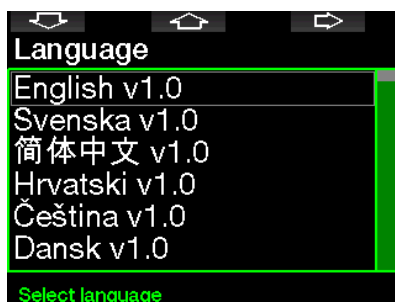 Language
English v1.0
Svenska v1.0
简体中文 v1.0
Hrvatski v1.0
Čeština v1.0
Dansk v1.0
Select language